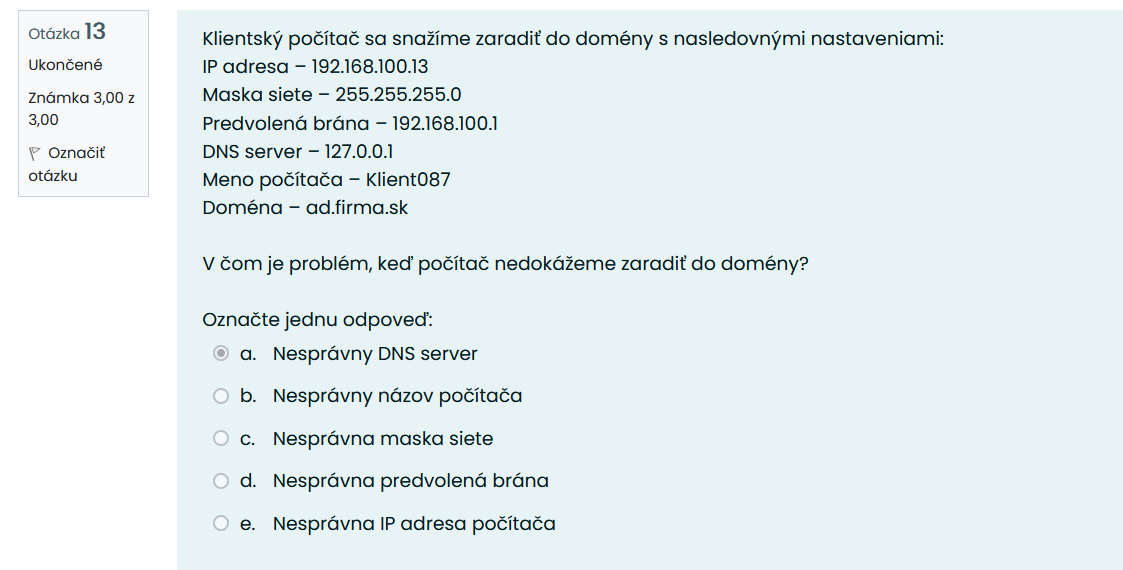 Otázka 13
Ukončené
Známka 3,00 z
3,00
Označiť
otázku
Klientský počítač sa snažíme zaradiť do domény s nasledovnými nastaveniami:
IP adresa – 192.168.100.13
Maska siete – 255.255.255.0
Predvolená brána – 192.168.100.1
DNS server – 127.0.0.1
Meno počítača – Klient087
Doména – ad.firma.sk
V čom je problém, keď počítač nedokážeme zaradiť do domény?
Označte jednu odpoveď:
a. Nesprávny DNS server
b. Nesprávny názov počítača
c. Nesprávna maska siete
d. Nesprávna predvolená brána
e. Nesprávna IP adresa počítača